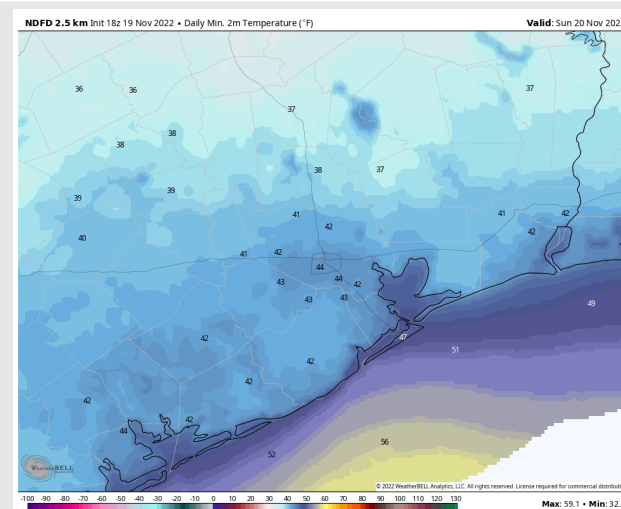 NDFD 2.5 km Init 18z 19 Nov 2022 • Daily Min. 2m Temperature (°F)
Valid: Sun 20 Nov 202
36 36 37 37
38
38
38 37
39 39
41 41 42
40 42 42
41 42
44
43 44 42
43 43
49
47
42 51
42
42
42
42
44
56
52
WEATHERBELL
© 2022 WeatherBELL Analytics, LLC. All rights reserved. License required for commercial distributi
-100 -90 -80 -70 -60 -50 -40 -30 -20 -10 0 10 20 30 40 50 60 70 80 90 100 110 120 130
Max: 59.1 • Min: 32.